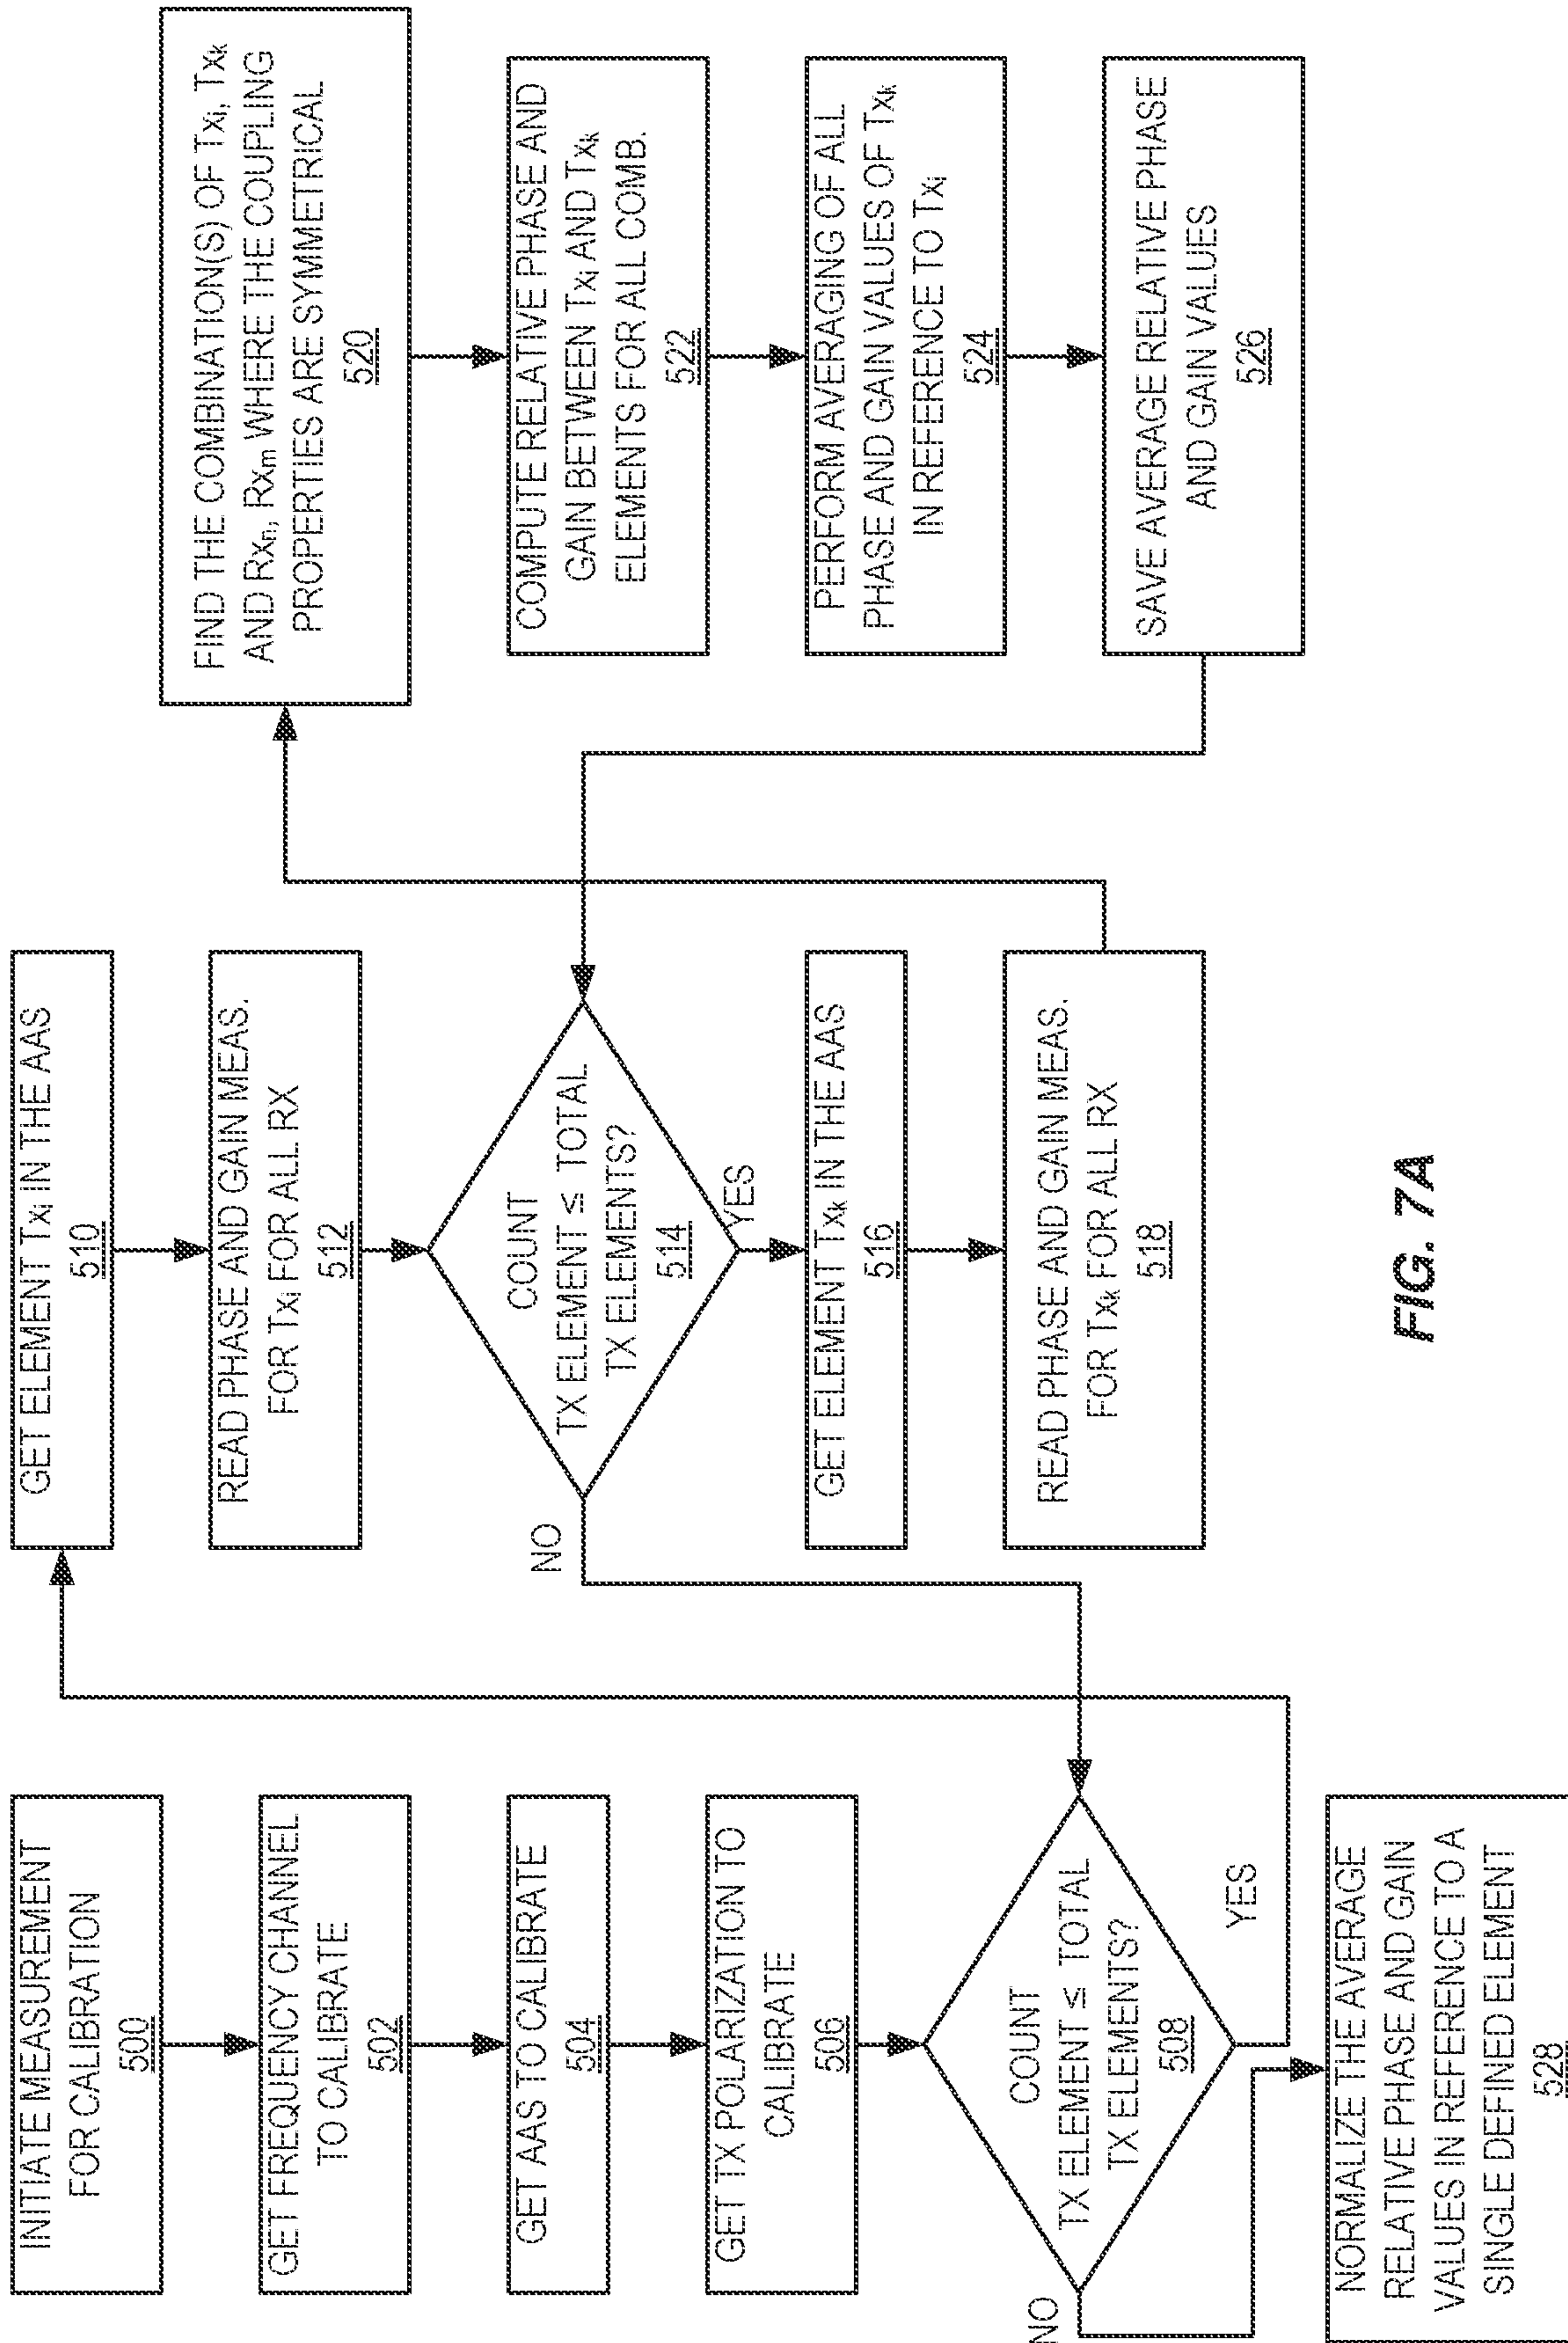 INITIATE MEASUREMENT
FOR CALIBRATION
500
GET FREQUENCY CHANNEL
TO CALIBRATE
502
GET AAS TO CALIBRATE
504
GET TX POLARIZATION TO
CALIBRATE
506
COUNT
TX ELEMENT ≤ TOTAL
TX ELEMENTS?
508
NO
YES
NORMALIZE THE AVERAGE
RELATIVE PHASE AND GAIN
VALUES IN REFERENCE TO A
SINGLE DEFINED ELEMENT
528
GET ELEMENT Txi IN THE AAS
510
READ PHASE AND GAIN MEAS.
FOR Txi FOR ALL RX
512
COUNT
TX ELEMENT ≤ TOTAL
TX ELEMENTS?
514
NO
YES
GET ELEMENT Txk IN THE AAS
516
READ PHASE AND GAIN MEAS.
FOR Txk FOR ALL RX
518
FIND THE COMBINATION(S) OF Txi, Txk
AND Rxn, Rxm WHERE THE COUPLING
PROPERTIES ARE SYMMETRICAL
520
COMPUTE RELATIVE PHASE AND
GAIN BETWEEN Txi AND Txk
ELEMENTS FOR ALL COMB.
522
PERFORM AVERAGING OF ALL
PHASE AND GAIN VALUES OF Txk
IN REFERENCE TO Txi
524
SAVE AVERAGE RELATIVE PHASE
AND GAIN VALUES
526
FIG. 7A